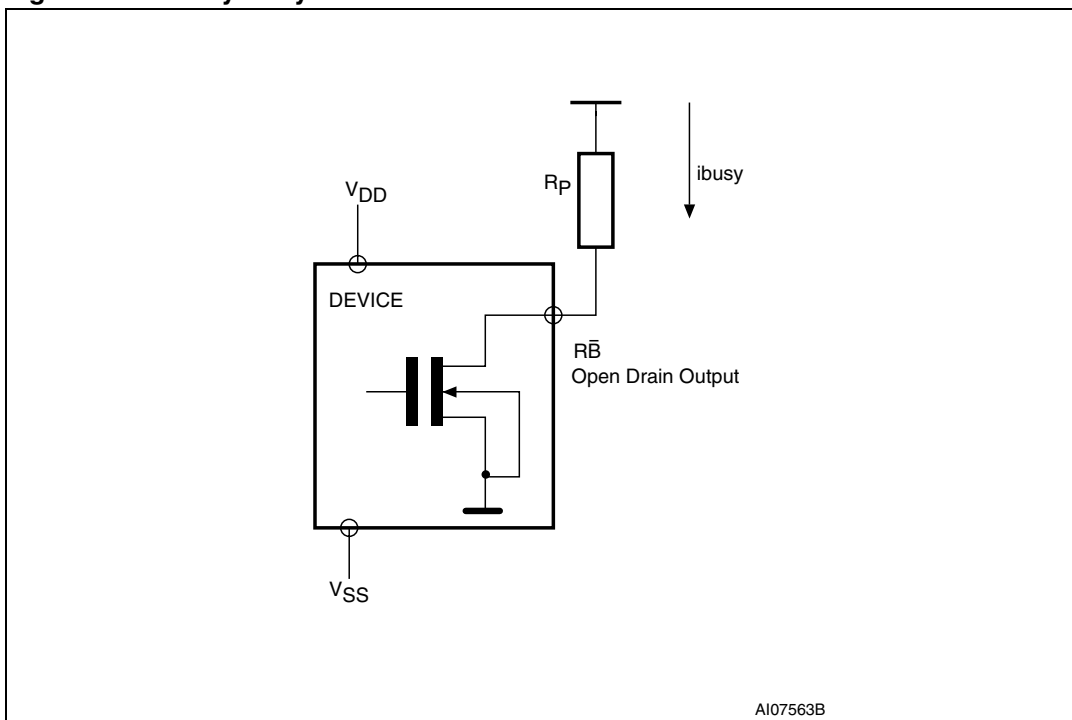 RP
ibusy
VDD
DEVICE
RB̄
Open Drain Output
VSS
AI07563B